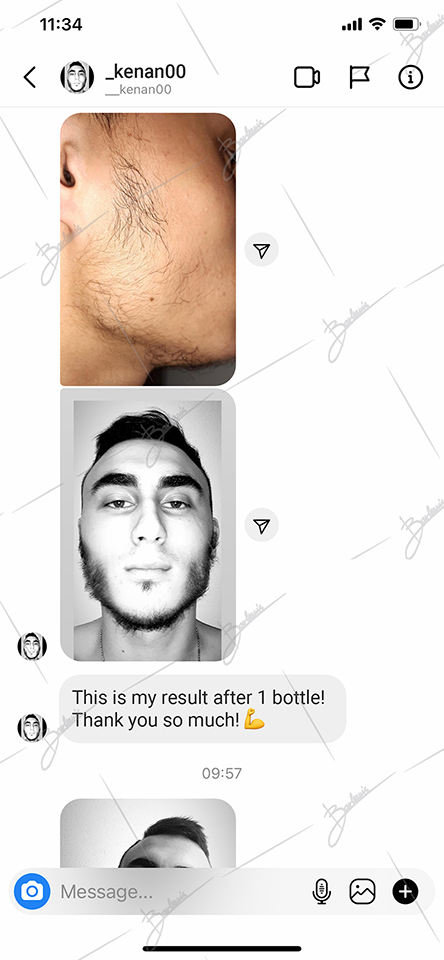 11:34
_kenan00
__kenan00
This is my result after 1 bottle!
Thank you so much! 💪
09:57
Message...